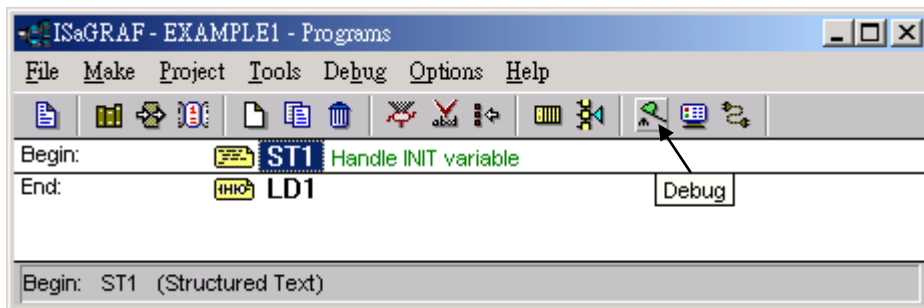 ISaGRAF - EXAMPLE1 - Programs
File Make Project Tools Debug Options Help
Begin: ST1 Handle INIT variable
End: LD1
Debug
Begin: ST1 (Structured Text)